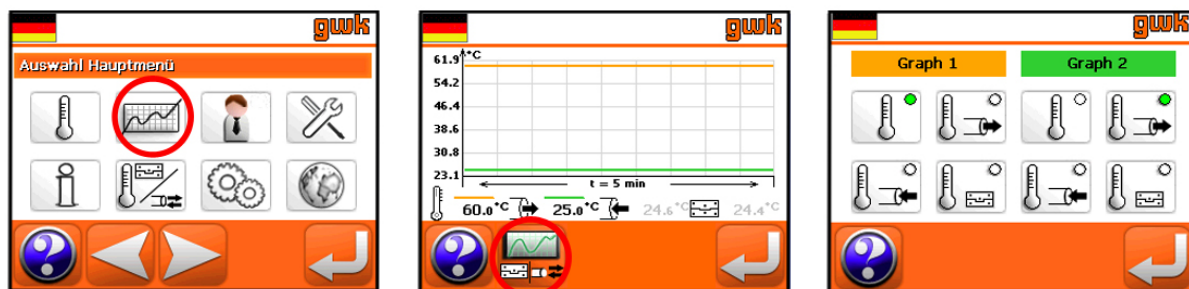 gwk
Auswahl Hauptmenü
gwk
61.9 °C
54.2
46.4
38.6
30.8
23.1
t = 5 min
60.0 °C 25.0 °C 24.6 °C 24.4 °C
?
?
gwk
Graph 1 Graph 2
?